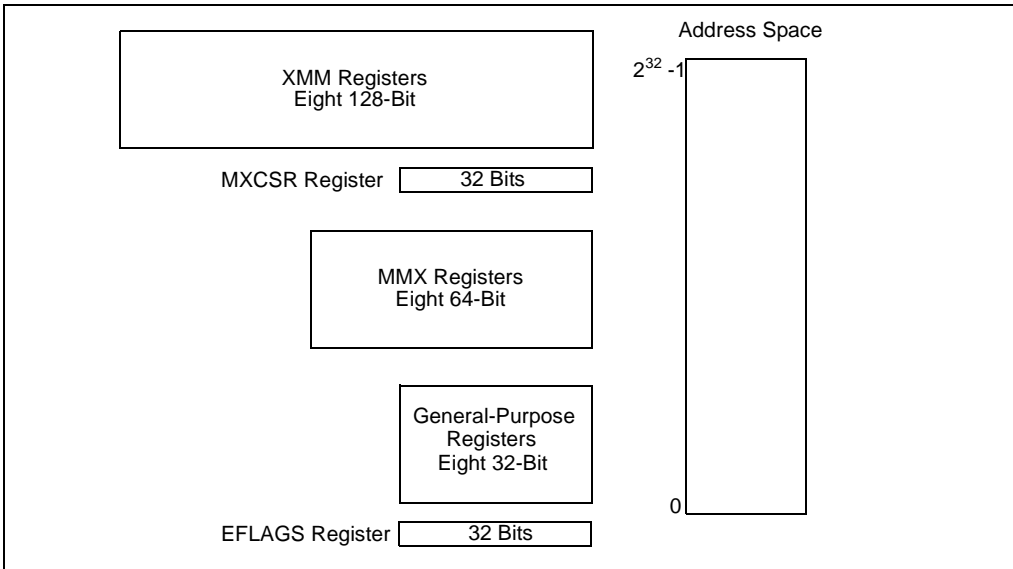 Address Space
2³² -1
XMM Registers
Eight 128-Bit
MXCSR Register
32 Bits
MMX Registers
Eight 64-Bit
General-Purpose
Registers
Eight 32-Bit
0
EFLAGS Register
32 Bits